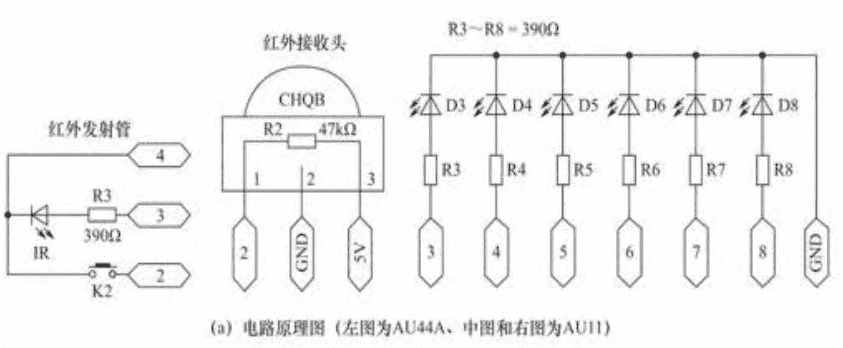 R3～R8 = 390Ω
红外接收头
CHQB
R2 47kΩ
1 2 3
2 GND 5V
红外发射管
4
R3
3
390Ω
IR
K2
2
D3 D4 D5 D6 D7 D8
R3 R4 R5 R6 R7 R8
3 4 5 6 7 8 GND
(a) 电路原理图 (左图为AU44A、中图和右图为AU11)